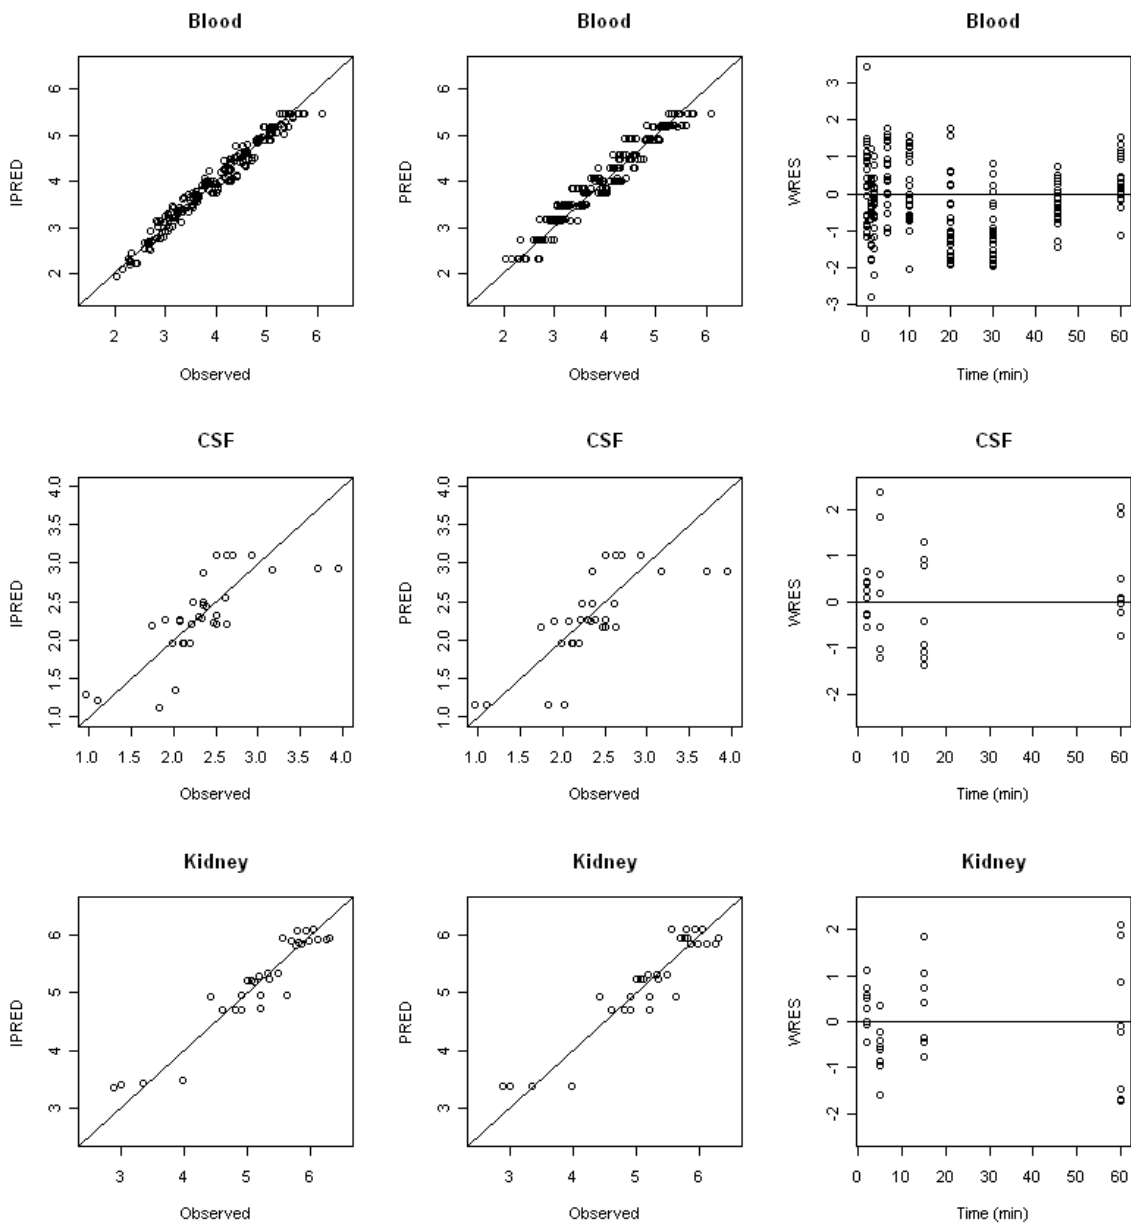 Blood Blood Blood
IPRED 2 3 4 5 6
2 3 4 5 6
Observed
PRED 2 3 4 5 6
2 3 4 5 6
Observed
WRES -3 -2 -1 0 1 2 3
0 10 20 30 40 50 60
Time (min)
CSF CSF CSF
IPRED 1.0 1.5 2.0 2.5 3.0 3.5 4.0
1.0 1.5 2.0 2.5 3.0 3.5 4.0
Observed
PRED 1.0 1.5 2.0 2.5 3.0 3.5 4.0
1.0 1.5 2.0 2.5 3.0 3.5 4.0
Observed
WRES -2 -1 0 1 2
0 10 20 30 40 50 60
Time (min)
Kidney Kidney Kidney
IPRED 3 4 5 6
3 4 5 6
Observed
PRED 3 4 5 6
3 4 5 6
Observed
WRES -2 -1 0 1 2
0 10 20 30 40 50 60
Time (min)